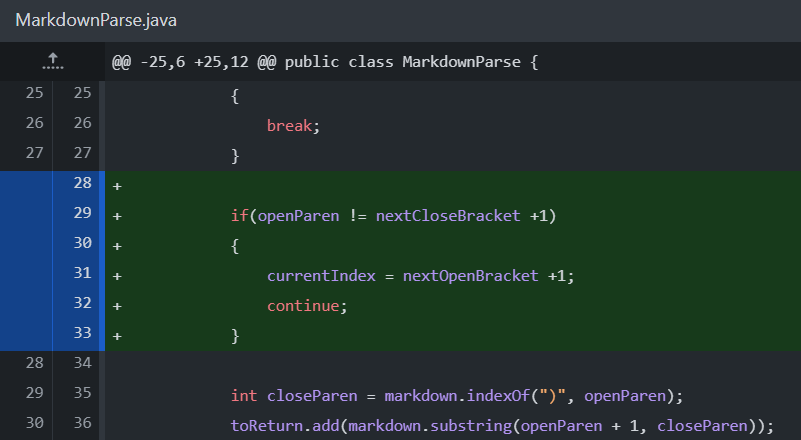 MarkdownParse.java
@@ -25,6 +25,12 @@ public class MarkdownParse {
25 25 {
26 26 break;
27 27 }
28 +
29 + if(openParen != nextCloseBracket +1)
30 + {
31 + currentIndex = nextOpenBracket +1;
32 + continue;
33 + }
28 34
29 35 int closeParen = markdown.indexOf(")", openParen);
30 36 toReturn.add(markdown.substring(openParen + 1, closeParen));